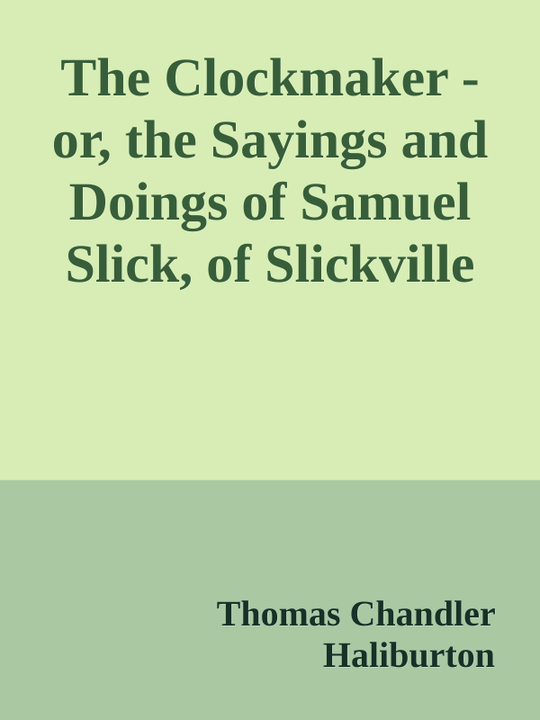 The Clockmaker -
or, the Sayings and
Doings of Samuel
Slick, of Slickville
Thomas Chandler
Haliburton